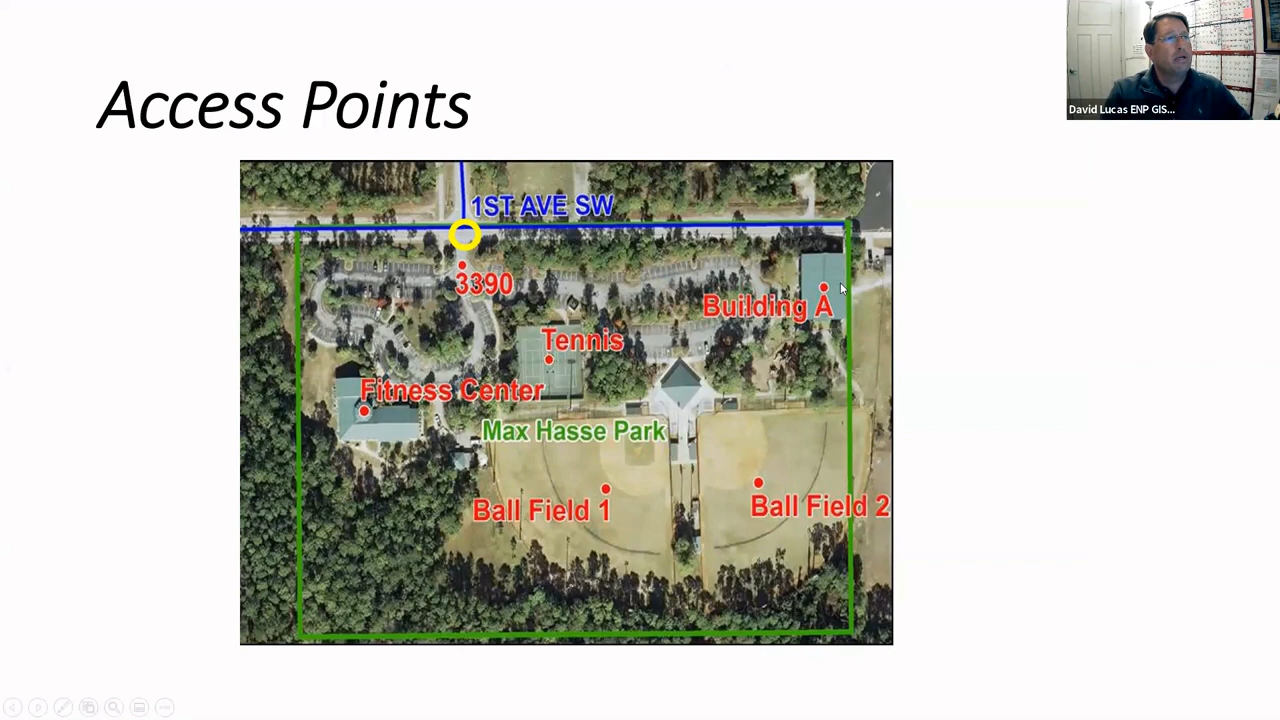 Access Points
David Lucas ENP GIS...
1ST AVE SW
3390
Building A
Tennis
Fitness Center
Max Hasse Park
Ball Field 1
Ball Field 2